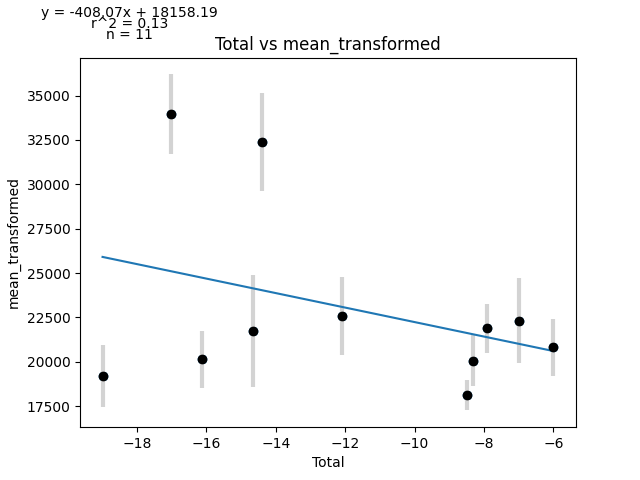 y = -408.07x + 18158.19
r^2 = 0.13
n = 11
Total vs mean_transformed
35000
32500
30000
27500
25000
22500
20000
17500
mean_transformed
−18
−16
−14
−12
−10
−8
−6
Total